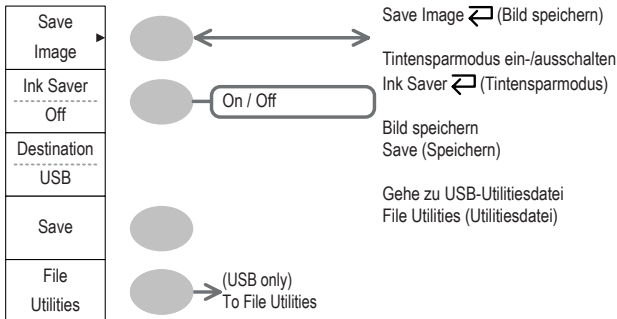 Save
Image
Ink Saver
Off
Destination
USB
Save
File
Utilities
On / Off
(USB only)
To File Utilities
Save Image (Bild speichern)
Tintensparmodus ein-/ausschalten
Ink Saver (Tintensparmodus)
Bild speichern
Save (Speichern)
Gehe zu USB-Utilitiesdatei
File Utilities (Utilitiesdatei)